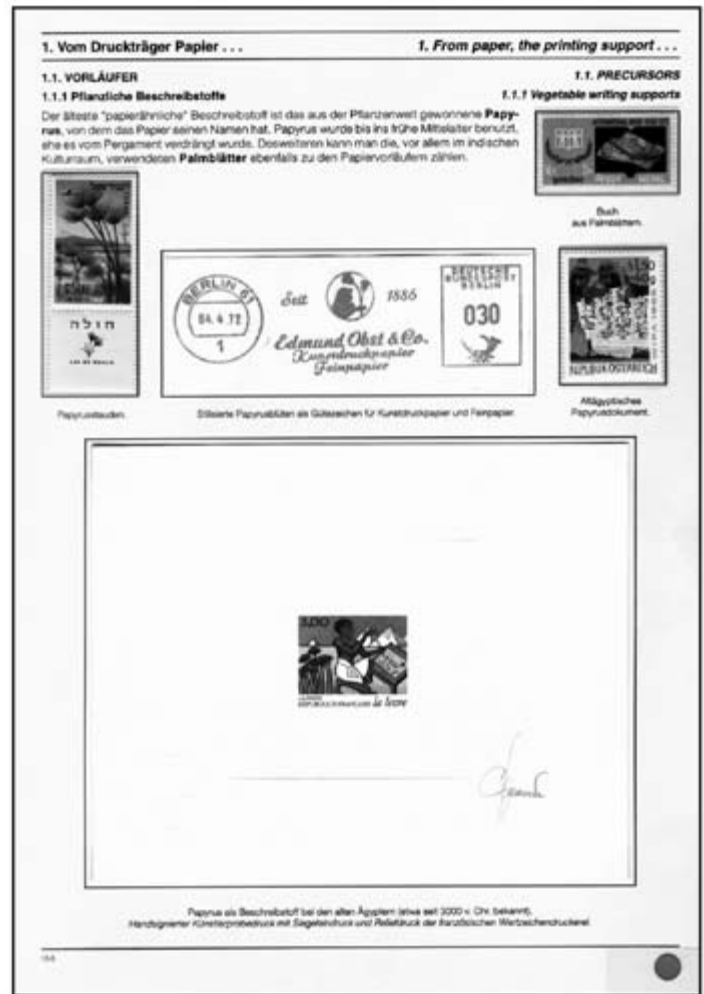 1. Vom Druckträger Papier . . .
1. From paper, the printing support . . .
1.1. VORLÄUFER
1.1. PRECURSORS
1.1.1 Pflanzliche Beschreibstoffe
1.1.1 Vegetable writing supports
Der älteste "papierähnliche" Beschreibstoff ist das aus der Pflanzenwelt gewonnene Papy-
rus, von dem das Papier seinen Namen hat. Papyrus wurde bis ins frühe Mittelalter benutzt,
ehe es vom Pergament verdrängt wurde. Desweiteren kann man die, vor allem im indischen
Kulturraum, verwendeten Palmblätter ebenfalls zu den Papiervorläufern zählen.
Buch
aus Palmblättern.
חולה
BERLIN 61
04.4.72
1
Seit 1886
Edmund Obst & Co.
Kunstdruckpapier
Feinpapier
DEUTSCHE
BUNDESPOST
BERLIN
030
REPUBLIK ÖSTERREICH
Papyrusstauden.
Stilisierte Papyrusblüten als Gütezeichen für Kunstdruckpapier und Feinpapier.
Altägyptisches
Papyrusdokument.
3,00
REPUBLIQUE FRANÇAISE le livre
Papyrus als Beschreibstoff bei den alten Ägyptern (etwa seit 3000 v. Chr. bekannt).
Handsignierter Künstlerprobedruck mit Siegeleindruck und Reliefdruck der französischen Wertzeichendruckerei.